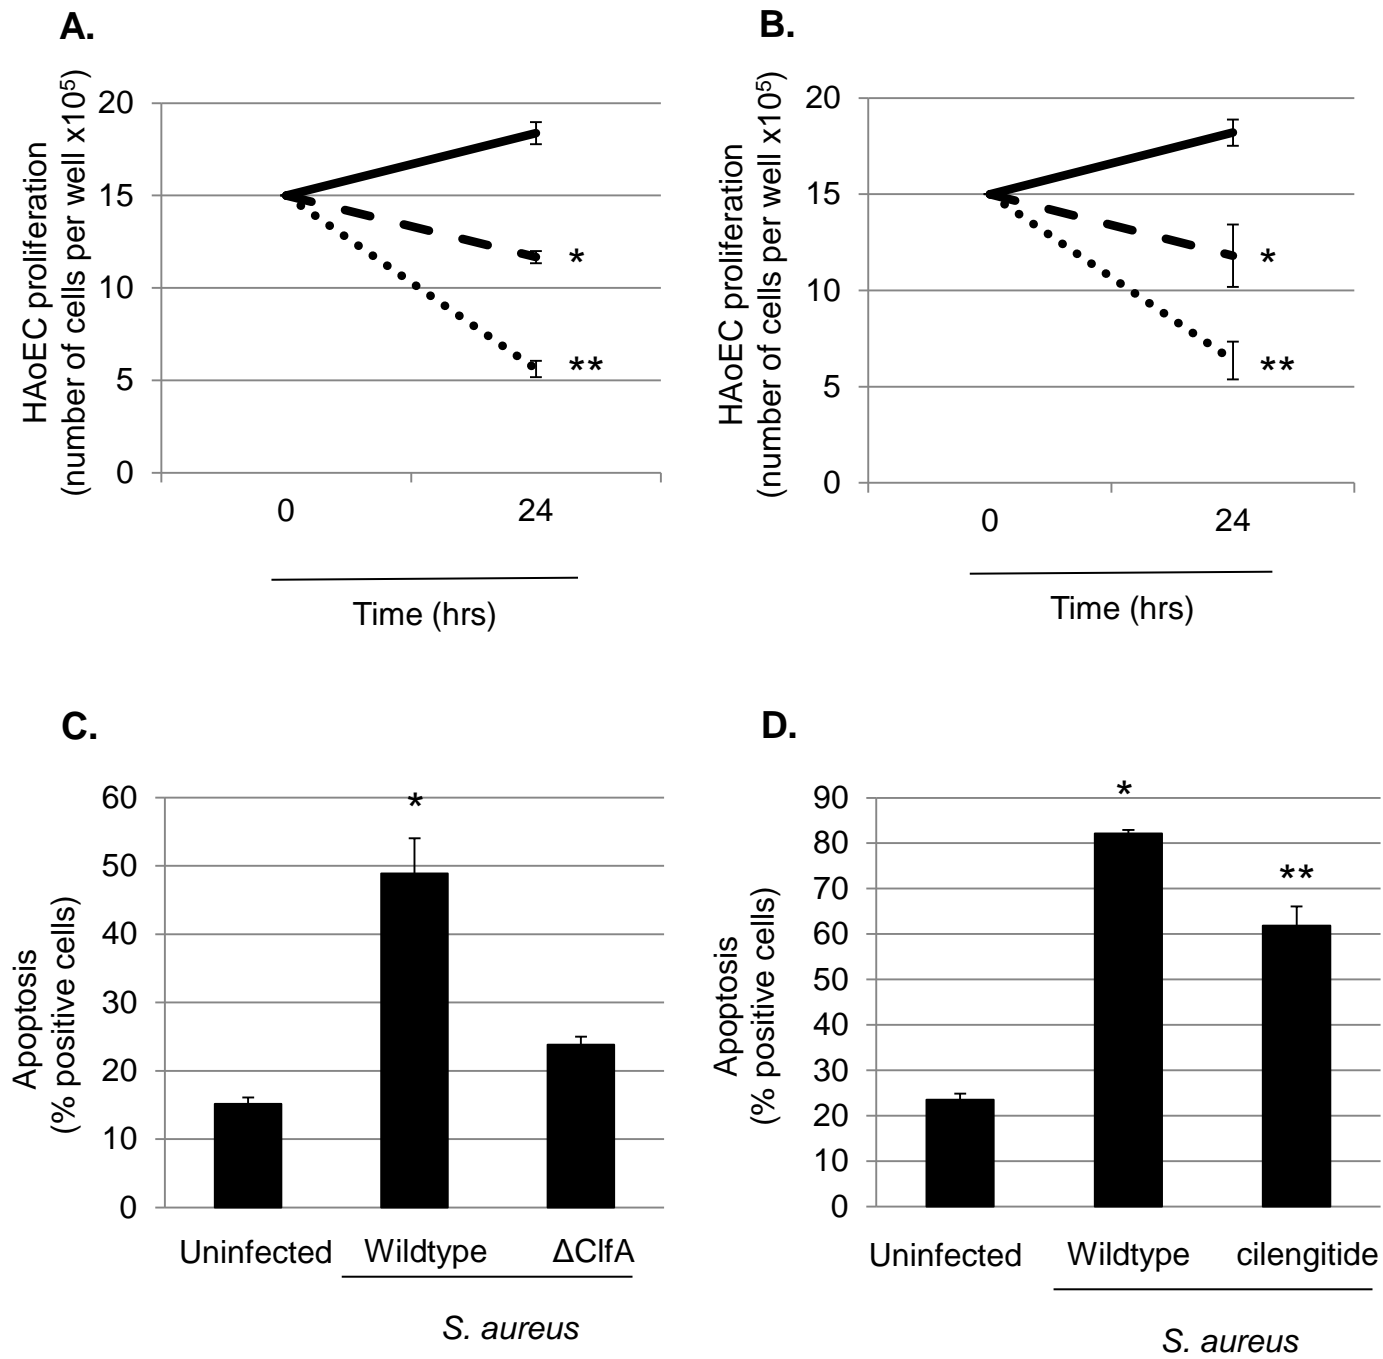 A.
HAoEC proliferation
(number of cells per well x10⁵)
20
15
10
5
0
*
**
0 24
Time (hrs)
B.
HAoEC proliferation
(number of cells per well x10⁵)
20
15
10
5
0
*
**
0 24
Time (hrs)
C.
Apoptosis
(% positive cells)
60
50
40
30
20
10
0
*
Uninfected Wildtype ΔClfA
S. aureus
D.
Apoptosis
(% positive cells)
90
80
70
60
50
40
30
20
10
0
*
**
Uninfected Wildtype cilengitide
S. aureus